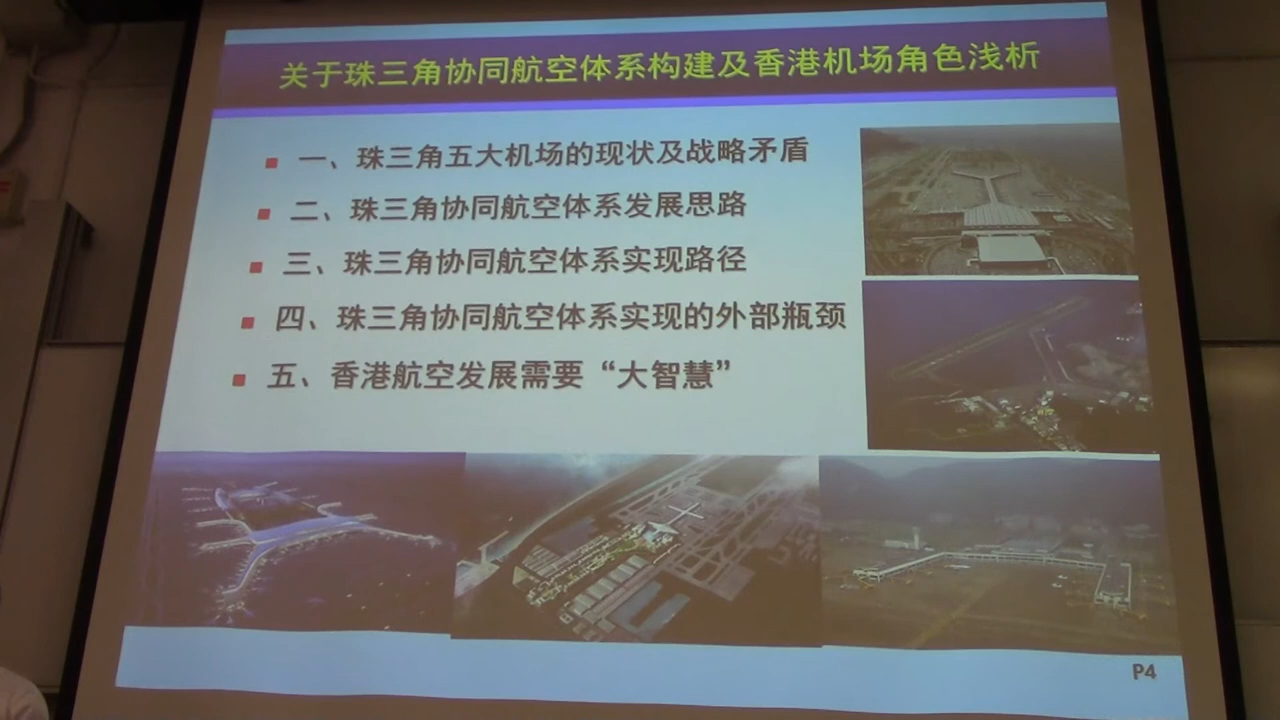 关于珠三角协同航空体系构建及香港机场角色浅析
一、珠三角五大机场的现状及战略矛盾
二、珠三角协同航空体系发展思路
三、珠三角协同航空体系实现路径
四、珠三角协同航空体系实现的外部瓶颈
五、香港航空发展需要“大智慧”
P4